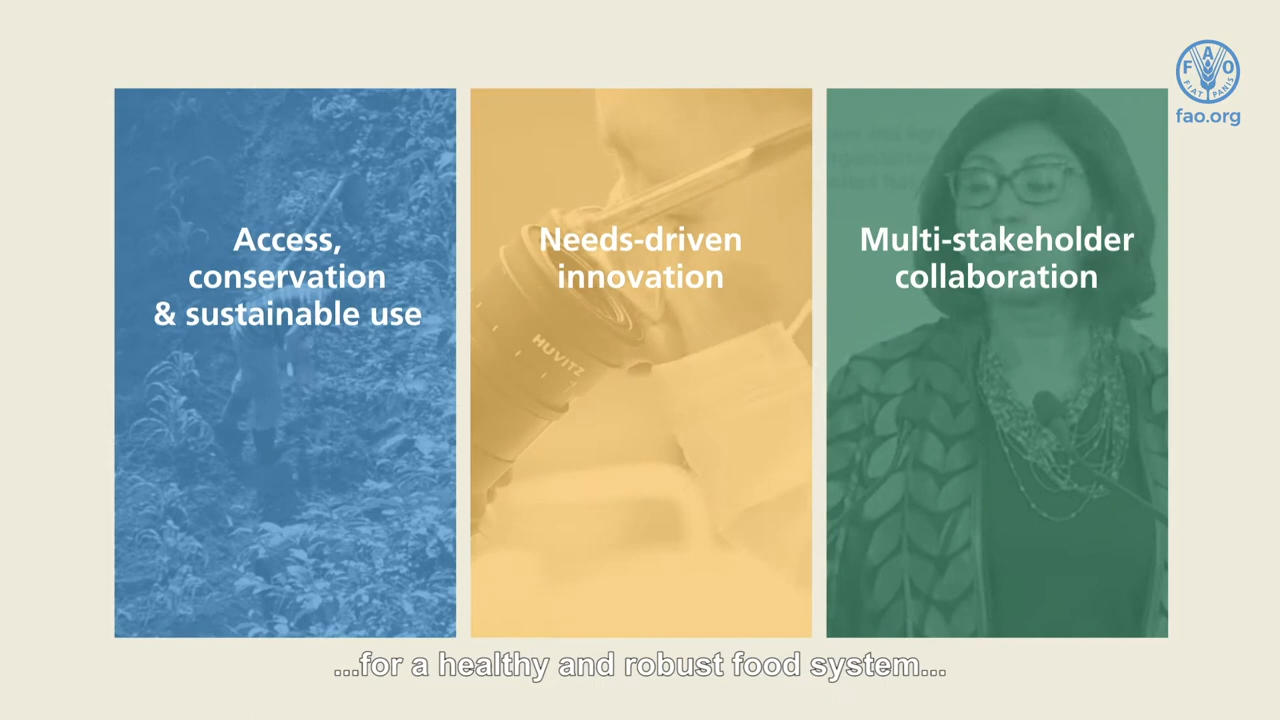 FAO
FIAT PANIS
fao.org
Access,
conservation
& sustainable use
Needs-driven
innovation
Multi-stakeholder
collaboration
HUVITZ
...for a healthy and robust food system...